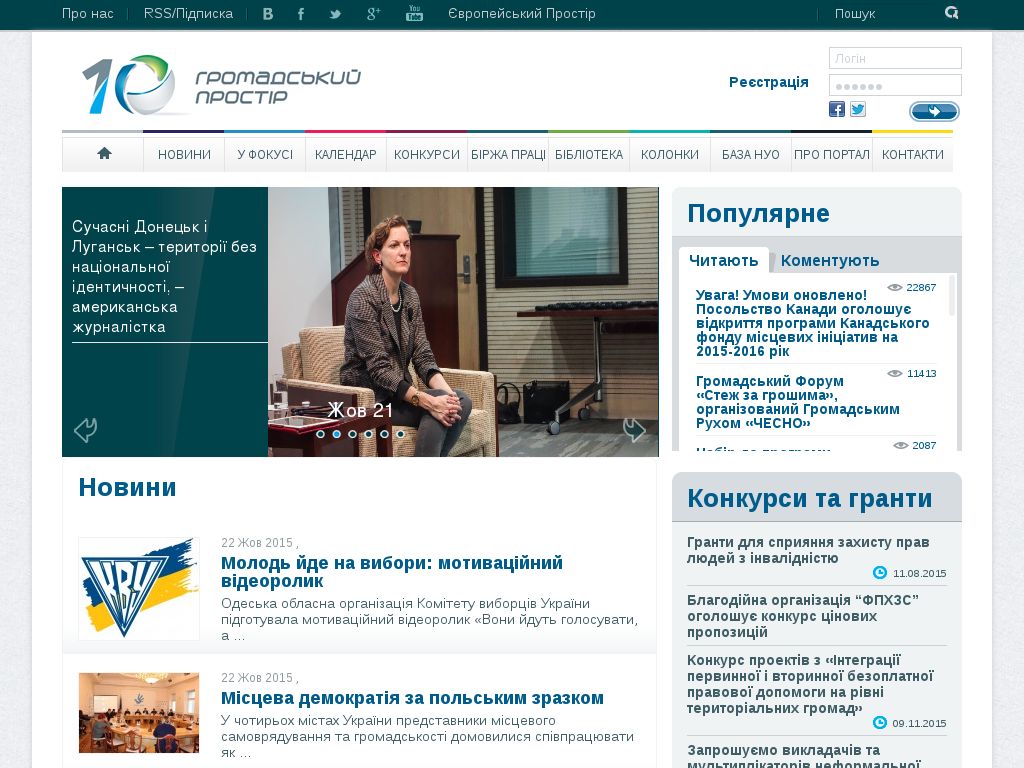 Про нас
RSS/Підписка
Європейський Простір
Пошук
10 ГРОМАДСЬКИЙ
ПРОСТІР
Реєстрація
Логін
НОВИНИ
У ФОКУСІ
КАЛЕНДАР
КОНКУРСИ
БІРЖА ПРАЦІ
БІБЛІОТЕКА
КОЛОНКИ
БАЗА НУО
ПРО ПОРТАЛ
КОНТАКТИ
Сучасні Донецьк і
Луганськ – території без
національної
ідентичності, –
американська
журналістка
Жов 21
Популярне
Читають
Коментують
22867
Увага! Умови оновлено!
Посольство Канади оголошує
відкриття програми Канадського
фонду місцевих ініціатив на
2015-2016 рік
11413
Громадський Форум
«Стеж за грошима»,
організований Громадським
Рухом «ЧЕСНО»
2087
Новини
22 Жов 2015 ,
Молодь йде на вибори: мотиваційний
відеоролик
Одеська обласна організація Комітету виборців України
підготувала мотиваційний відеоролик «Вони йдуть голосувати,
а ...
КВУ
22 Жов 2015 ,
Місцева демократія за польським зразком
У чотирьох містах України представники місцевого
самоврядування та громадськості домовилися співпрацювати
як ...
Конкурси та гранти
Гранти для сприяння захисту прав
людей з інвалідністю
11.08.2015
Благодійна організація “ФПХЗС”
оголошує конкурс цінових
пропозицій
Конкурс проектів з «Інтеграції
первинної і вторинної безоплатної
правової допомоги на рівні
територіальних громад»
09.11.2015
Запрошуємо викладачів та
мультиплікаторів неформальної